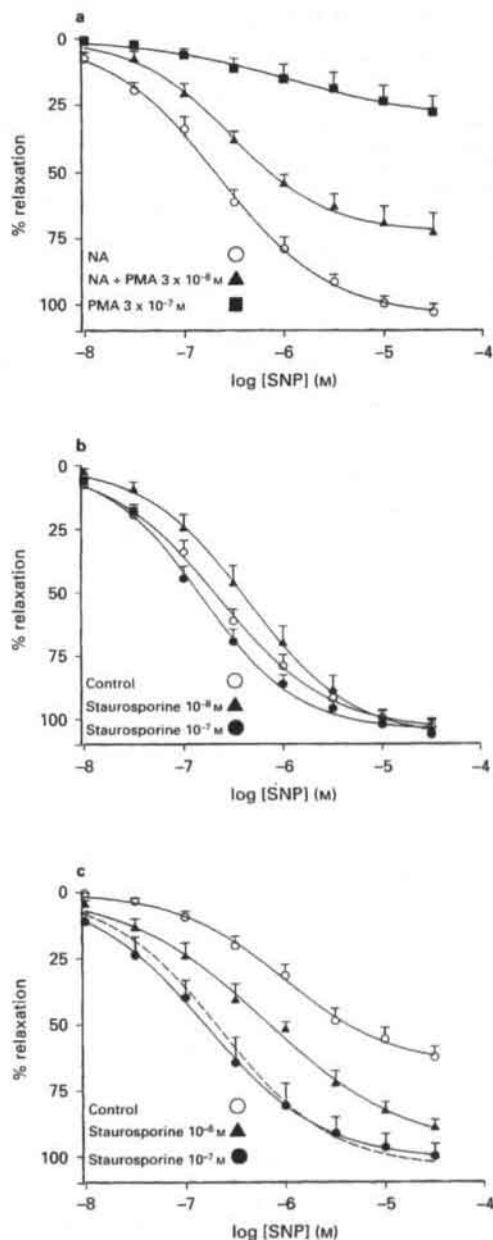 a
0
25
50
75
100
% relaxation
NA
NA + PMA 3 x 10⁻⁸ M
PMA 3 x 10⁻⁷ M
-8 -7 -6 -5 -4
log [SNP] (M)
b
0
25
50
75
100
% relaxation
Control
Staurosporine 10⁻⁸ M
Staurosporine 10⁻⁷ M
-8 -7 -6 -5 -4
log [SNP] (M)
c
0
25
50
75
100
% relaxation
Control
Staurosporine 10⁻⁸ M
Staurosporine 10⁻⁷ M
-8 -7 -6 -5 -4
log [SNP] (M)